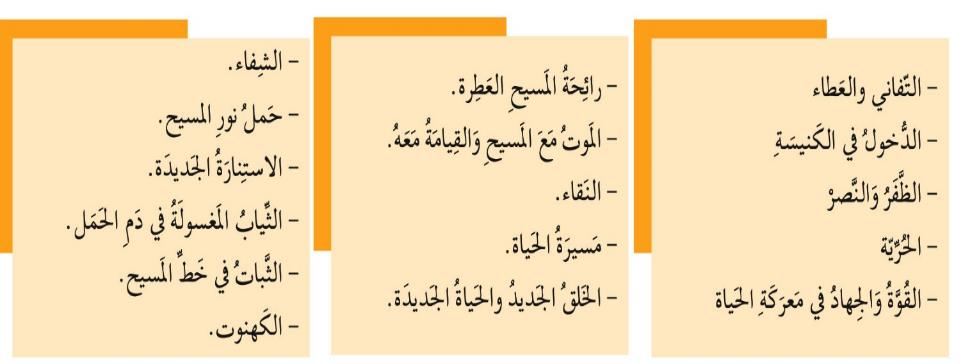 - التّفاني والعَطاء
- الدُّخولُ في الكَنيسَةِ
- الظَّفَرُ وَالنَّصرْ
- الحُرِّيّة
- القُوَّةُ وَالجِهادُ في مَعرَكَةِ الحَياة
- رائِحَةُ المَسيحِ العَطِرة.
- المَوتُ مَعَ المَسيحِ وَالقِيامَةُ مَعَهُ.
- النَقاء.
- مَسيرَةُ الحَياة.
- الخَلقُ الجَديدُ والحَياةُ الجَديدَة.
- الشِفاء.
- حَملُ نورِ المسيح.
- الاستِنارَةُ الجَديدَة.
- الثِّيابُ المَغسولَةُ في دَمِ الحَمَل.
- الثَّباتُ في خَطِّ المَسيح.
- الكَهنوت.